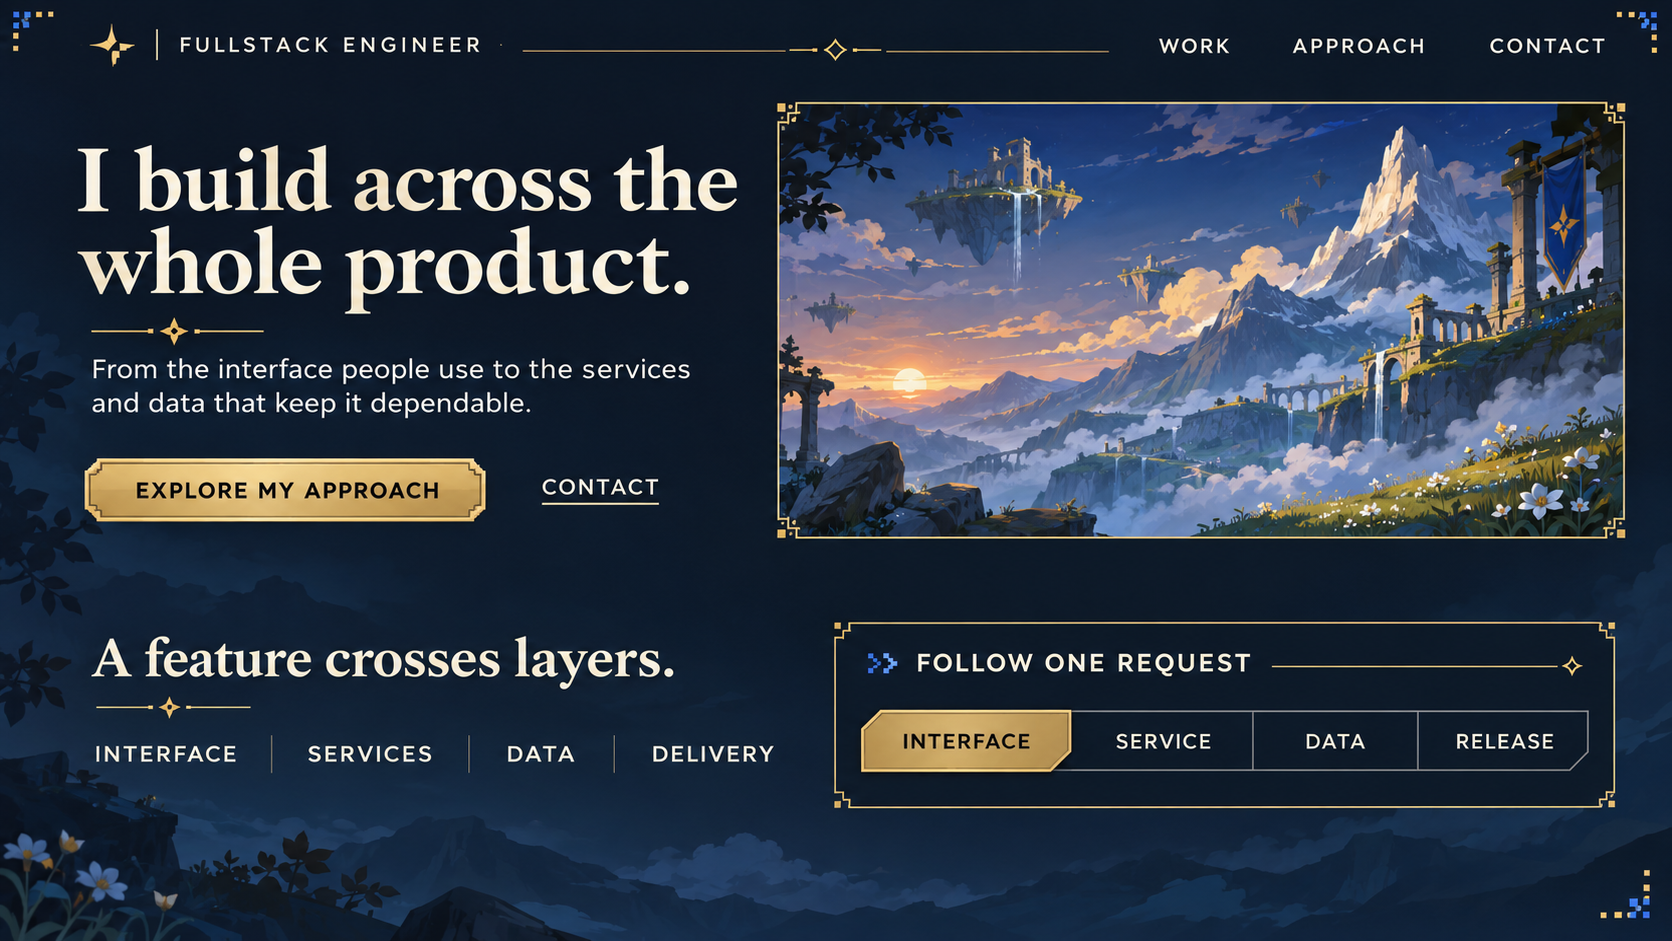 FULLSTACK ENGINEER
WORK
APPROACH
CONTACT
I build across the
whole product.
From the interface people use to the services
and data that keep it dependable.
EXPLORE MY APPROACH
CONTACT
A feature crosses layers.
INTERFACE
SERVICES
DATA
DELIVERY
FOLLOW ONE REQUEST
INTERFACE
SERVICE
DATA
RELEASE